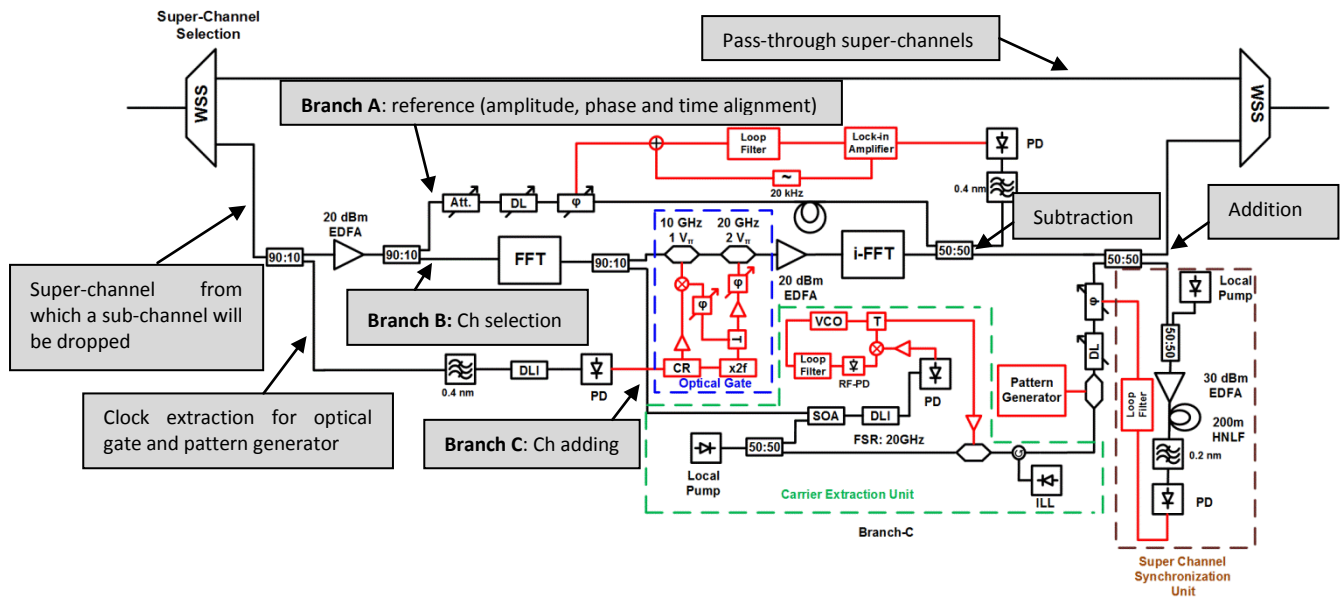 Super-Channel
Selection
Pass-through super-channels
WSS
WSS
Branch A: reference (amplitude, phase and time alignment)
Loop
Filter
Lock-in
Amplifier
PD
~
20 kHz
0.4 nm
Att.
DL
φ
Subtraction
Addition
20 dBm
EDFA
10 GHz
1 Vπ
20 GHz
2 Vπ
90:10
90:10
FFT
90:10
i-FFT
50:50
50:50
20 dBm
EDFA
Super-channel from
which a sub-channel will
be dropped
Branch B: Ch selection
φ
φ
T
CR
x2f
Optical Gate
VCO
T
Loop
Filter
RF-PD
PD
φ
DL
Local
Pump
50:50
Pattern
Generator
Loop
Filter
30 dBm
EDFA
200m
HNLF
0.2 nm
PD
0.4 nm
DLI
PD
Clock extraction for optical
gate and pattern generator
Branch C: Ch adding
SOA
DLI
FSR: 20GHz
50:50
Local
Pump
ILL
Carrier Extraction Unit
Branch-C
Super Channel
Synchronization
Unit